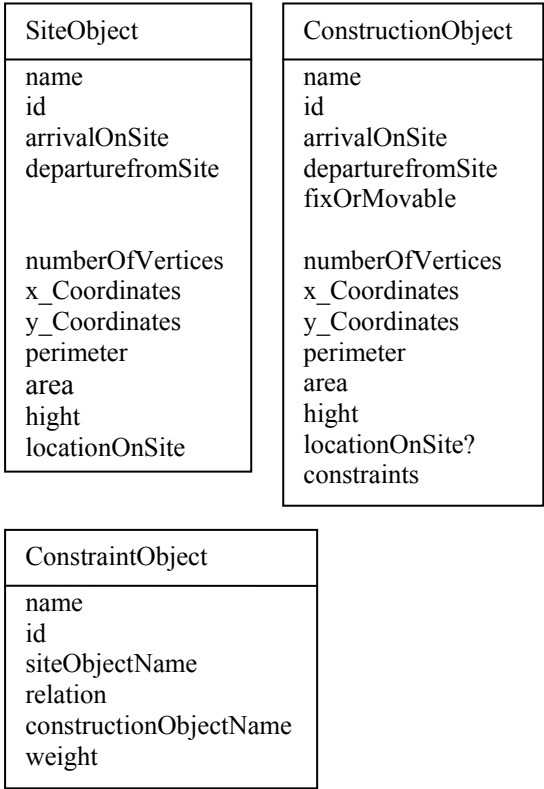 SiteObject
name
id
arrivalOnSite
departurefromSite
numberOfVertices
x_Coordinates
y_Coordinates
perimeter
area
hight
locationOnSite
ConstructionObject
name
id
arrivalOnSite
departurefromSite
fixOrMovable
numberOfVertices
x_Coordinates
y_Coordinates
perimeter
area
hight
locationOnSite?
constraints
ConstraintObject
name
id
siteObjectName
relation
constructionObjectName
weight